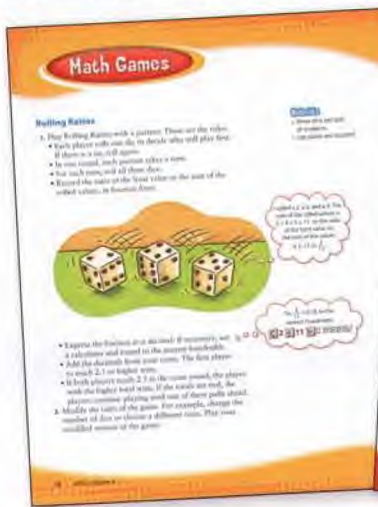 Math Games
Rolling Ratios
1. Play Rolling Ratios with a partner. These are the rules:
• Each player rolls one die to decide who will play first.
If there is a tie, roll again.
• In one round, each partner takes a turn.
• For each turn, roll all three dice.
• Record the ratio of the least value to the sum of the
rolled values, in fraction form.
• Express the fraction as a decimal. If necessary, use
a calculator and round to the nearest hundredth.
• Add the decimals from your turns. The first player
to reach 2.5 or higher wins.
• If both players reach 2.5 in the same round, the player
with the higher total wins. If the totals are tied, the
players continue playing until one of them pulls ahead.
2. Modify the rules of the game. For example, change the
number of dice or choose a different ratio. Play your
modified version of the game.